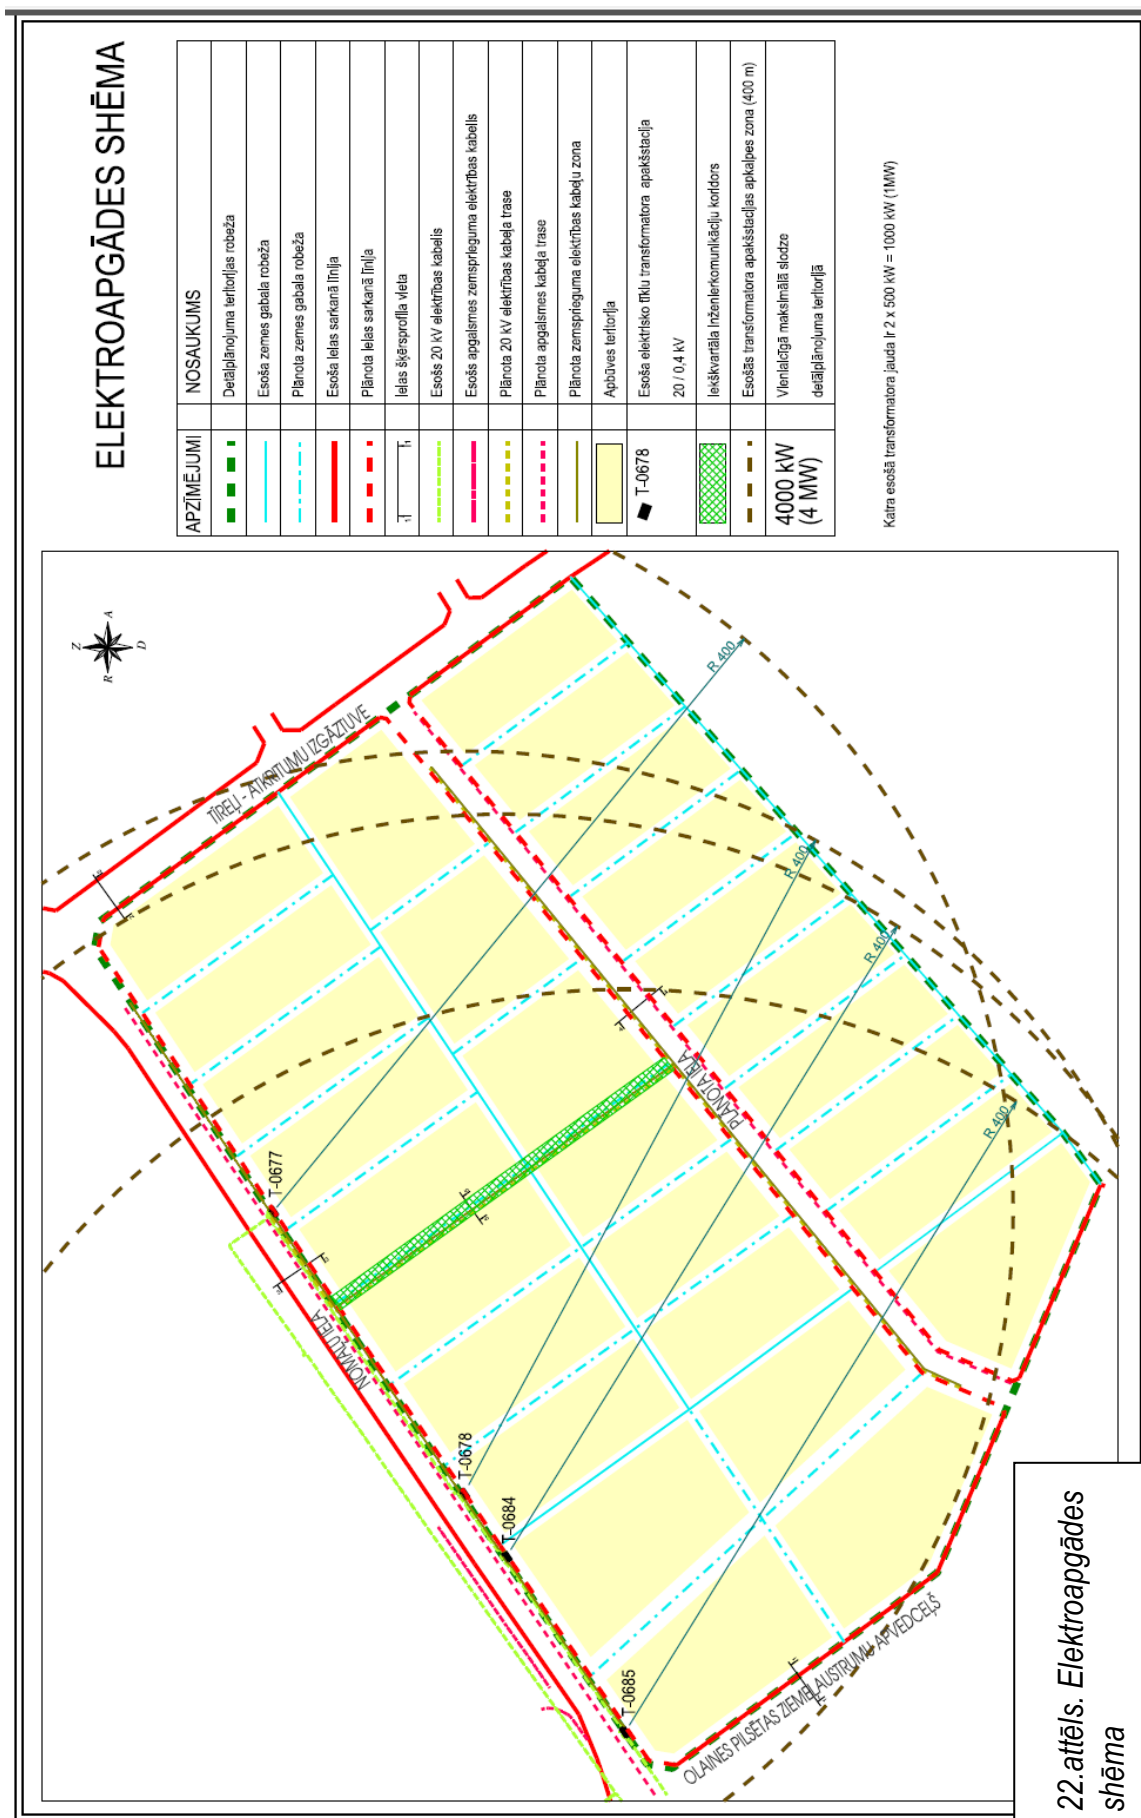 ELEKTROAPGĀDES SHĒMA
APZĪMĒJUMI NOSAUKUMS
Detālplānojuma teritorijas robeža
Esoša zemes gabala robeža
Plānota zemes gabala robeža
Esoša ielas sarkanā līnija
Plānota ielas sarkanā līnija
Ielas šķērsprofila vieta
Esošs 20 kV elektrības kabelis
Esošs apgaismes zemsprieguma elektrības kabelis
Plānota 20 kV elektrības kabeļa trase
Plānota apgaismes kabeļa trase
Plānota zemsprieguma elektrības kabeļu zona
Apbūves teritorija
T-0678 Esoša elektrisko tīklu transformatora apakšstacija
20 / 0,4 kV
Iekškvartāla inženierkomunikāciju koridors
Esošās transformatora apakšstacijas apkalpes zona (400 m)
4000 kW
(4 MW)
Vienlaicīgā maksimālā slodze
detālplānojuma teritorijā
Katra esošā transformatora jauda ir 2 x 500 kW = 1000 kW (1MW)
Z
A
R
D
TĪREĻI - ATKRITUMU IZGĀZTUVE
R 400
R 400
R 400
R 400
PLĀNOTA IELA
NOMAĻU IELA
T-0677
T-0678
T-0684
T-0685
OLAINES PILSĒTAS ZIEMEĻAUSTRUMU APVEDCEĻŠ
22.attēls. Elektroapgādes
shēma